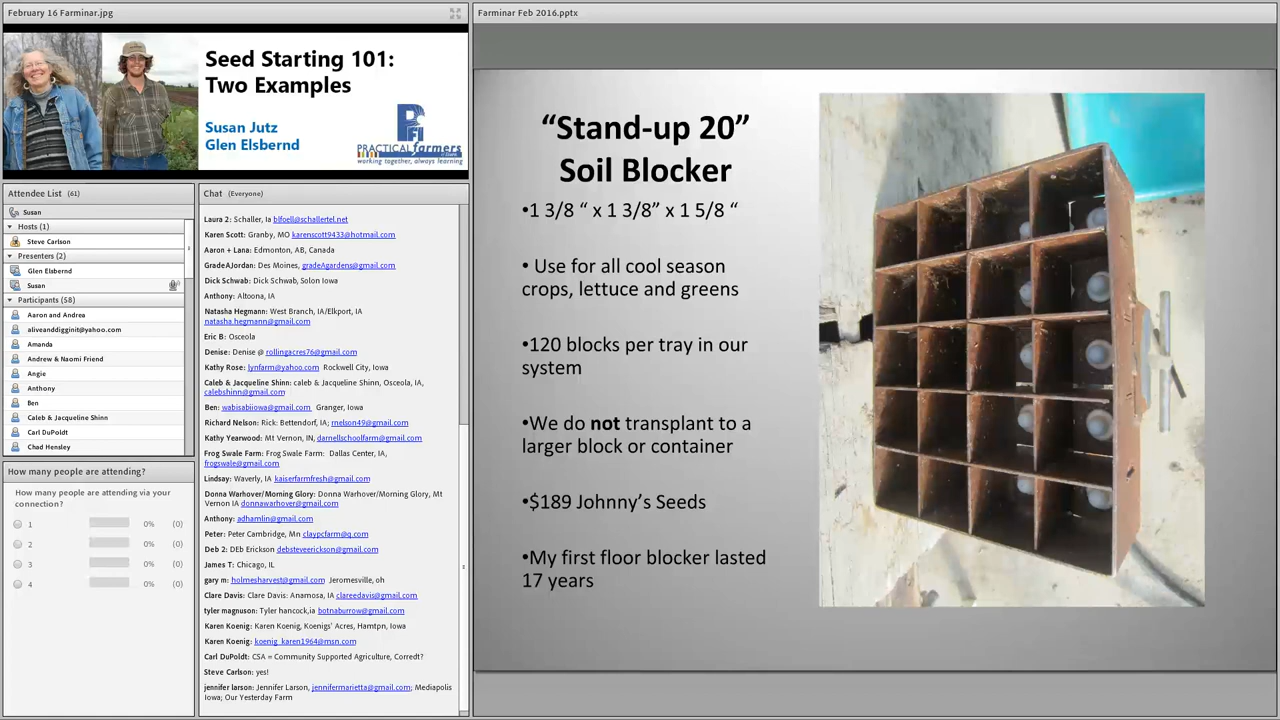 February 16 Farminar.jpg
Seed Starting 101:
Two Examples
Susan Jutz
Glen Elsbernd
PFI
PRACTICAL farmers
of Iowa
working together, always learning
Attendee List (61)
Susan
Hosts (1)
Steve Carlson
Presenters (2)
Glen Elsbernd
Susan
Participants (58)
Aaron and Andrea
aliveanddigginit@yahoo.com
Amanda
Andrew & Naomi Friend
Angie
Anthony
Ben
Caleb & Jacqueline Shinn
Carl DuPoldt
Chad Hensley
How many people are attending?
How many people are attending via your
connection?
1 0% (0)
2 0% (0)
3 0% (0)
4 0% (0)
Chat (Everyone)
Laura 2: Schaller, Ia blfoell@schallertel.net
Karen Scott: Granby, MO karenscott9433@hotmail.com
Aaron + Lana: Edmonton, AB, Canada
GradeAJordan: Des Moines, gradeAgardens@gmail.com
Dick Schwab: Dick Schwab, Solon Iowa
Anthony: Altoona, IA
Natasha Hegmann: West Branch, IA/Elkport, IA
natasha.hegmann@gmail.com
Eric B: Osceola
Denise: Denise @ rollingacres76@gmail.com
Kathy Rose: lynfarm@yahoo.com Rockwell City, Iowa
Caleb & Jacqueline Shinn: caleb & Jacqueline Shinn, Osceola, IA,
calebshinn@gmail.com
Ben: wabisabiiowa@gmail.com Granger, Iowa
Richard Nelson: Rick: Bettendorf, IA; rnelson49@gmail.com
Kathy Yearwood: Mt Vernon, IN, darnellschoolfarm@gmail.com
Frog Swale Farm: Frog Swale Farm: Dallas Center, IA,
frogswale@gmail.com
Lindsay: Waverly, IA kaiserfarmfresh@gmail.com
Donna Warhover/Morning Glory: Donna Warhover/Morning Glory, Mt
Vernon IA donnawarhover@gmail.com
Anthony: adhamlin@gmail.com
Peter: Peter Cambridge, Mn claypcfarm@q.com
Deb 2: DEb Erickson debsteveerickson@gmail.com
James T: Chicago, IL
gary m: holmesharvest@gmail.com Jeromesville, oh
Clare Davis: Clare Davis: Anamosa, IA clareedavis@gmail.com
tyler magnuson: Tyler hancock,ia botnaburrow@gmail.com
Karen Koenig: Karen Koenig, Koenigs' Acres, Hamtpn, Iowa
Karen Koenig: koenig_karen1964@msn.com
Carl DuPoldt: CSA = Community Supported Agriculture, Corredt?
Steve Carlson: yes!
jennifer larson: Jennifer Larson, jennifermarietta@gmail.com; Mediapolis
Iowa; Our Yesterday Farm
Farminar Feb 2016.pptx
“Stand-up 20”
Soil Blocker
•1 3/8 “ x 1 3/8” x 1 5/8 “
• Use for all cool season
crops, lettuce and greens
•120 blocks per tray in our
system
•We do not transplant to a
larger block or container
•$189 Johnny’s Seeds
•My first floor blocker lasted
17 years